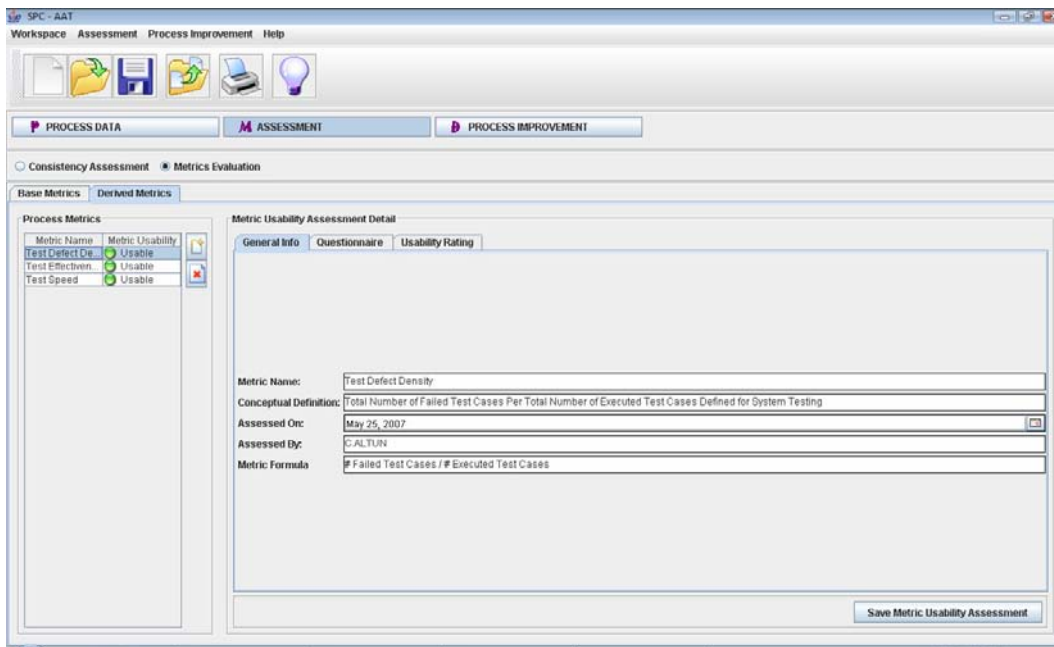 SPC - AAT
Workspace Assessment Process Improvement Help
PROCESS DATA ASSESSMENT PROCESS IMPROVEMENT
Consistency Assessment Metrics Evaluation
Base Metrics Derived Metrics
Process Metrics
Metric Name Metric Usability
Test Defect De... Usable
Test Effectiven... Usable
Test Speed Usable
Metric Usability Assessment Detail
General Info Questionnaire Usability Rating
Metric Name: Test Defect Density
Conceptual Definition: Total Number of Failed Test Cases Per Total Number of Executed Test Cases Defined for System Testing
Assessed On: May 25, 2007
Assessed By: C.ALTUN
Metric Formula # Failed Test Cases / # Executed Test Cases
Save Metric Usability Assessment